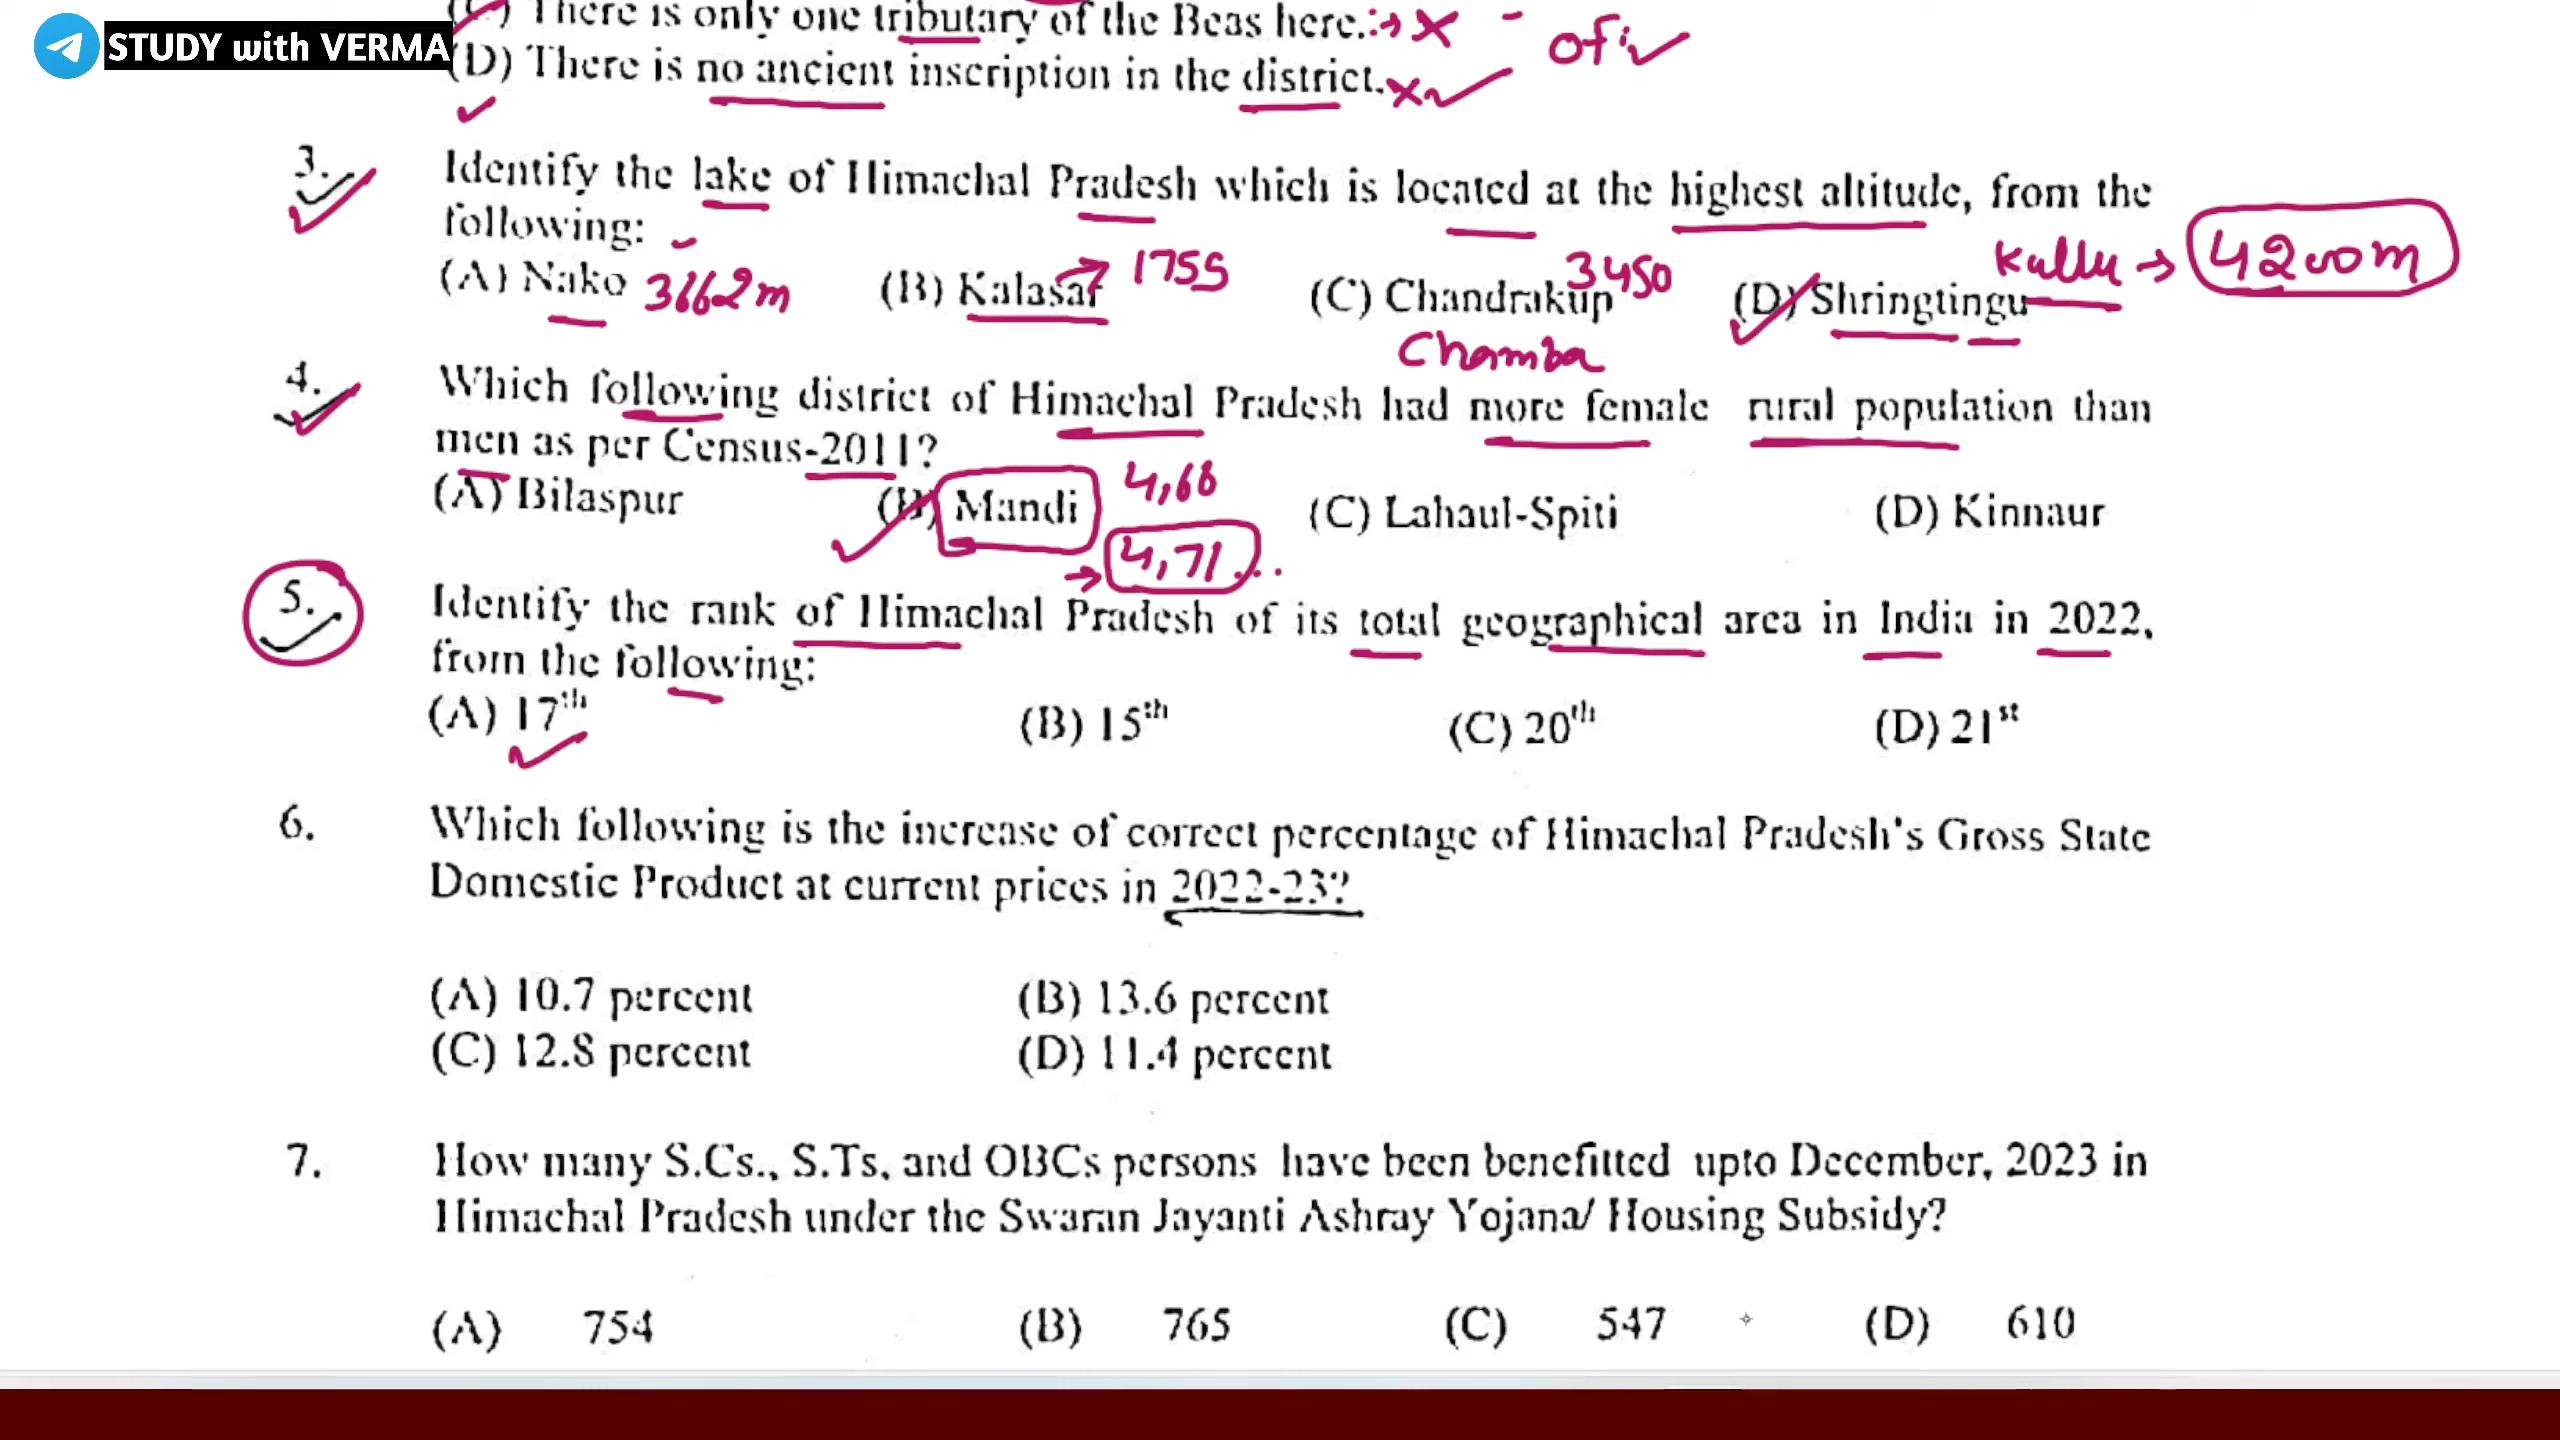 STUDY with VERMA
(C) There is only one tributary of the Beas here. → x -
(D) There is no ancient inscription in the district. x
3. Identify the lake of Himachal Pradesh which is located at the highest altitude, from the
following:
(A) Nako 3662m (B) Kalasar → 1755 (C) Chandrakup 3450 (D) Shringtingu Kullu → 4200m
Chamba
4. Which following district of Himachal Pradesh had more female rural population than
men as per Census-2011?
(A) Bilaspur (B) Mandi 4,68 (C) Lahaul-Spiti (D) Kinnaur
→ 4,71...
5. Identify the rank of Himachal Pradesh of its total geographical area in India in 2022,
from the following:
(A) 17th (B) 15th (C) 20th (D) 21st
6. Which following is the increase of correct percentage of Himachal Pradesh's Gross State
Domestic Product at current prices in 2022-23?
(A) 10.7 percent (B) 13.6 percent
(C) 12.8 percent (D) 11.4 percent
7. How many S.Cs., S.Ts, and OBCs persons have been benefitted upto December, 2023 in
Himachal Pradesh under the Swaran Jayanti Ashray Yojana/ Housing Subsidy?
(A) 754 (B) 765 (C) 547 (D) 610